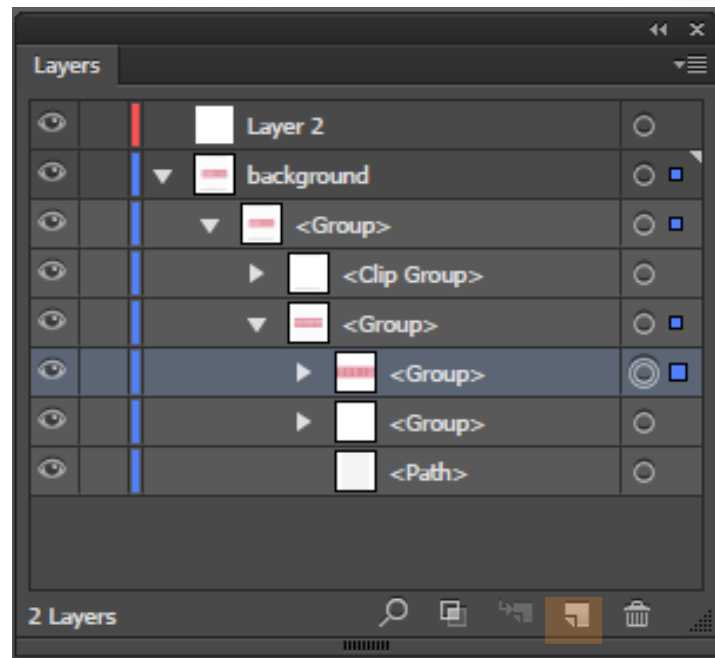 Layers
Layer 2
background
<Group>
<Clip Group>
<Group>
<Group>
<Group>
<Path>
2 Layers